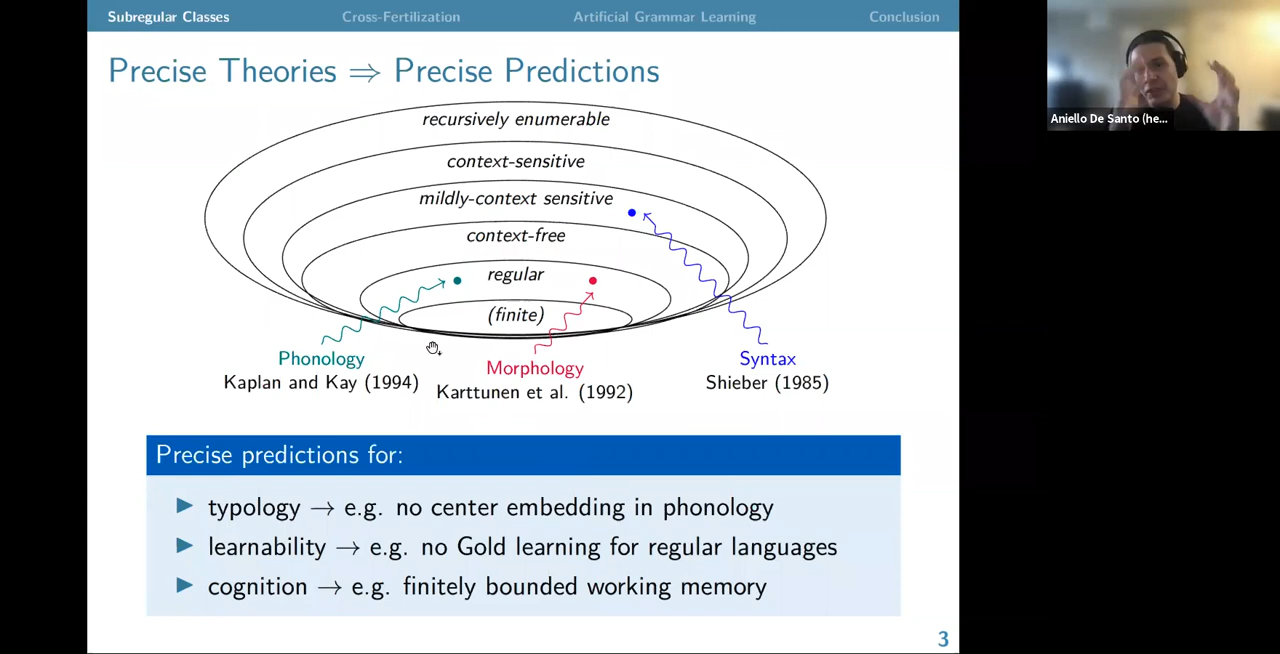 Subregular Classes Cross-Fertilization Artificial Grammar Learning Conclusion
Precise Theories ⇒ Precise Predictions
recursively enumerable
context-sensitive
mildly-context sensitive
context-free
regular
(finite)
Phonology
Kaplan and Kay (1994)
Morphology
Karttunen et al. (1992)
Syntax
Shieber (1985)
Precise predictions for:
▶ typology → e.g. no center embedding in phonology
▶ learnability → e.g. no Gold learning for regular languages
▶ cognition → e.g. finitely bounded working memory
3
Aniello De Santo (he...